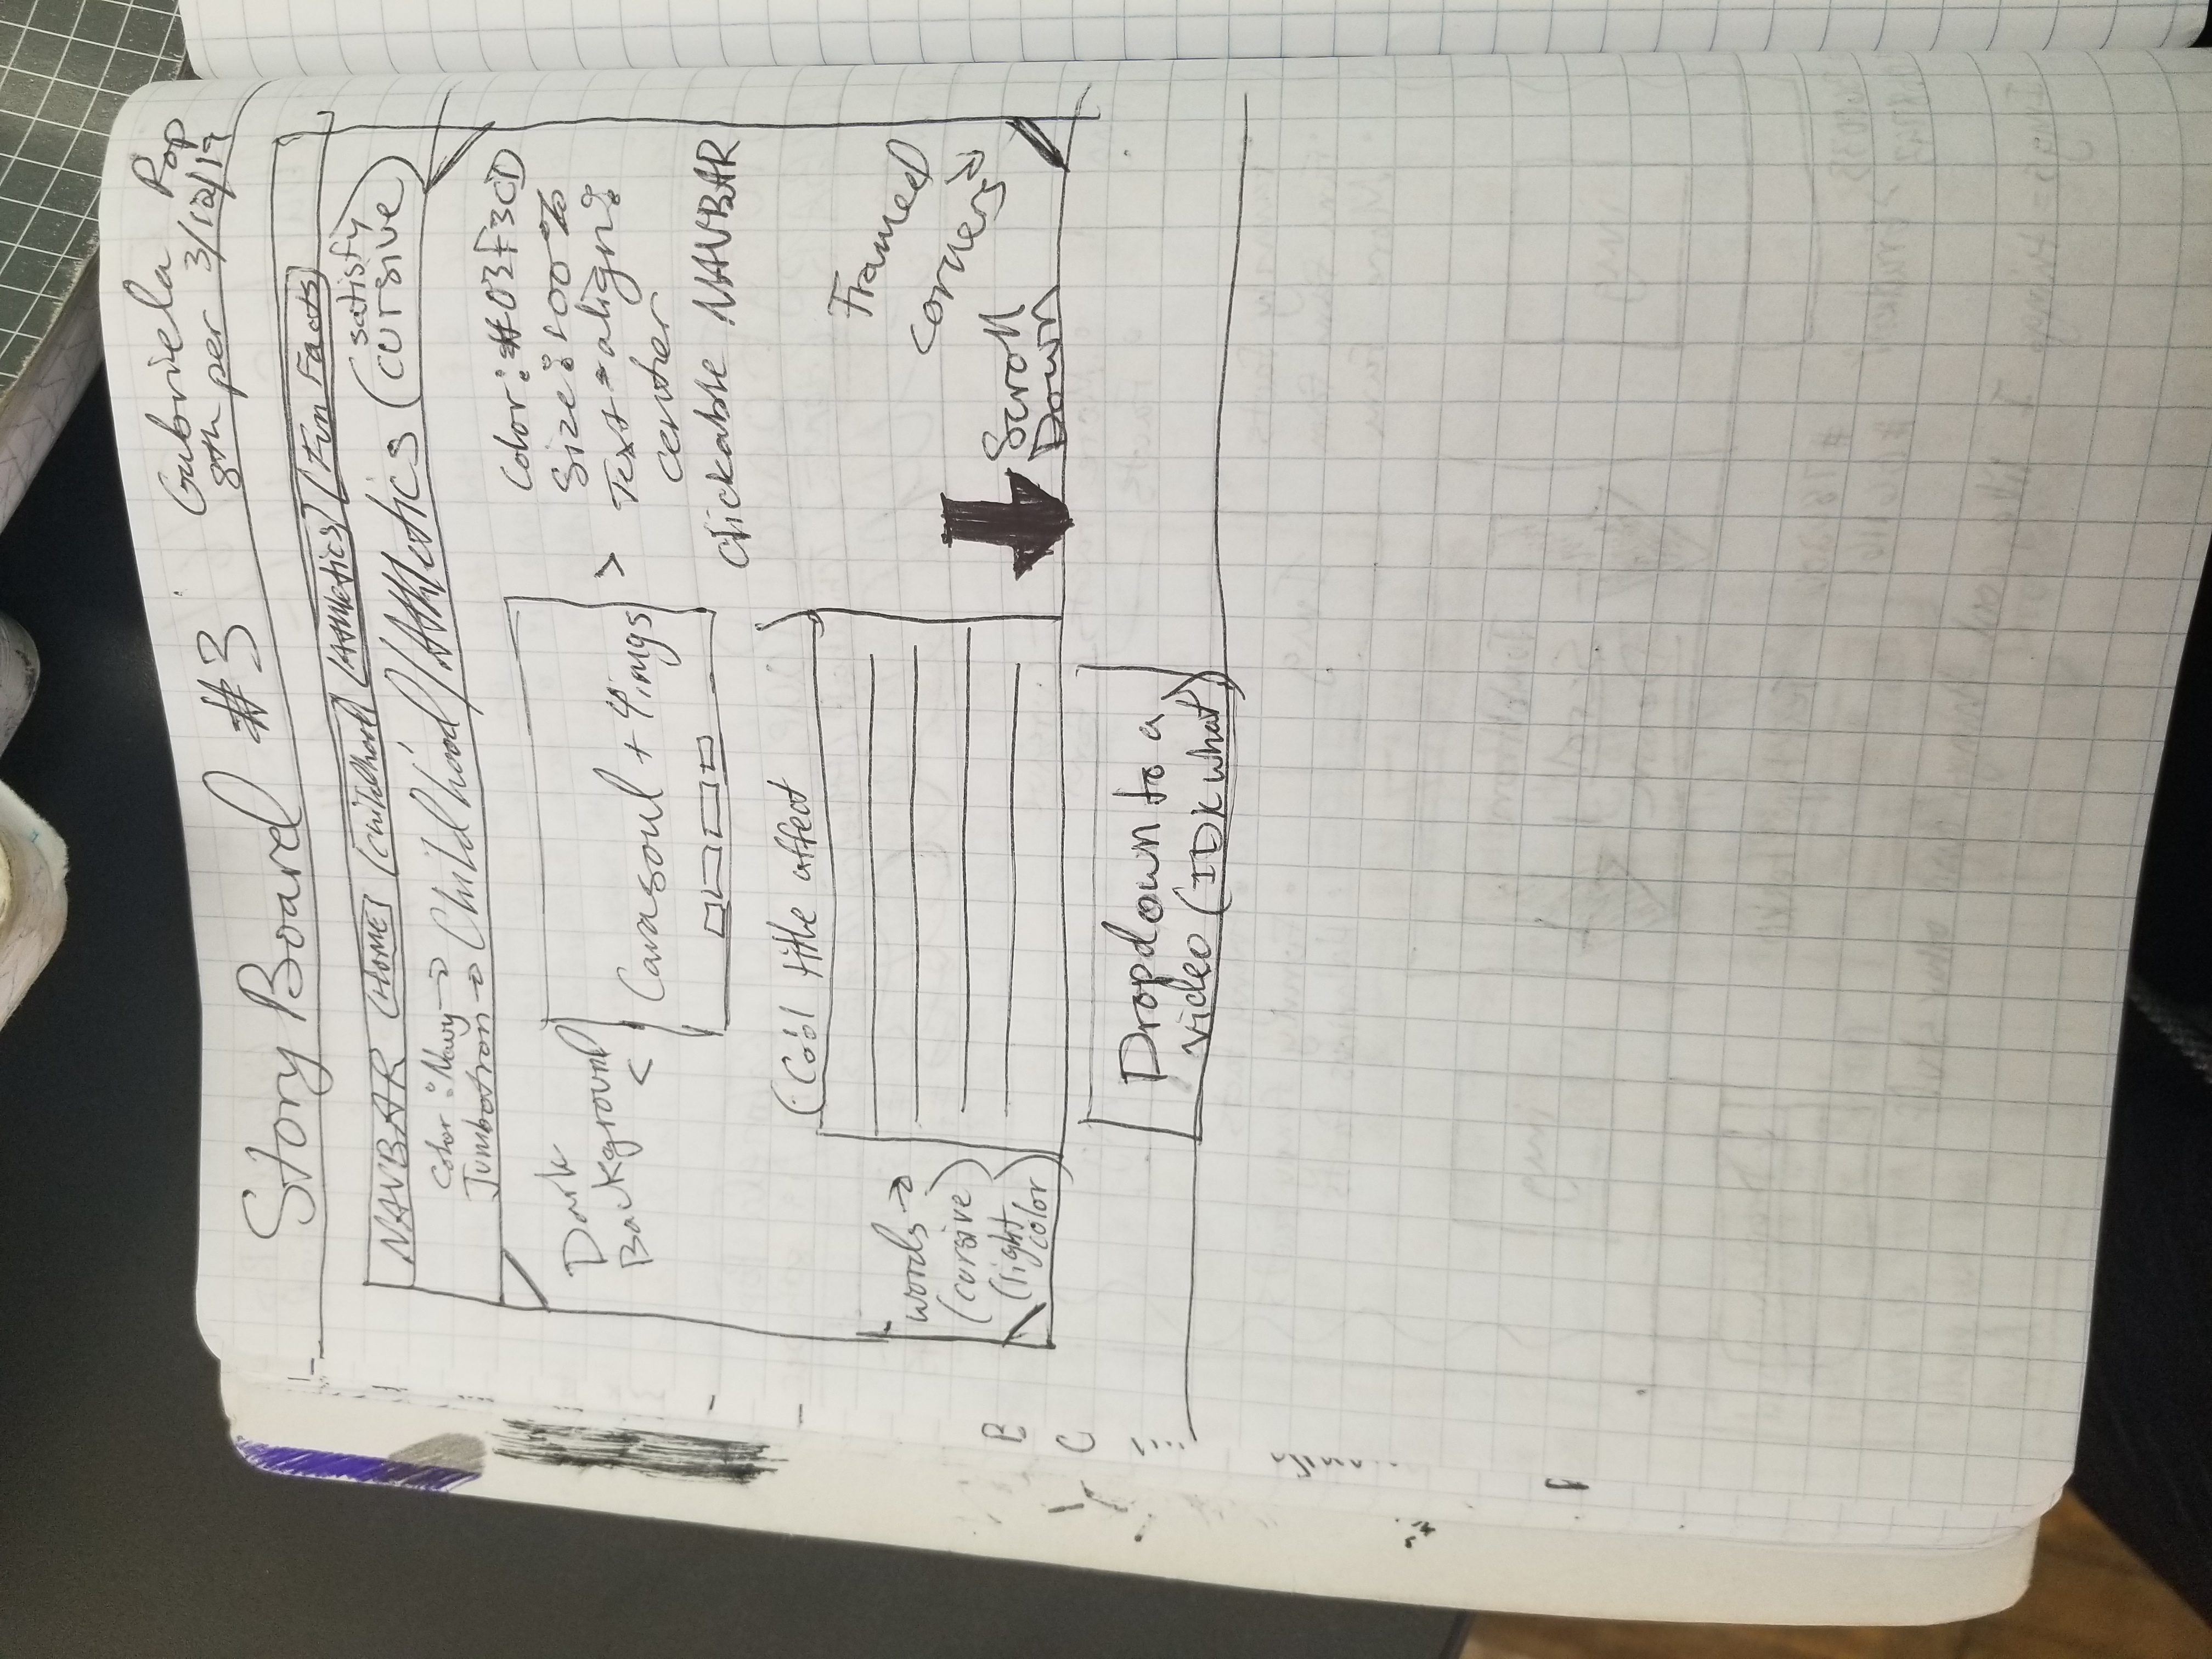 Gabriela Pop
8th per 3/12/19
Story Board #3
NAVBAR HOME Childhood Athletics Fun Facts
Color: Navy →
Jumbotron → Childhood/Athletics (satisfy
cursive)
Dark
Background
<
Carasoul + 4 imgs
>
Color: #03F3CD
Size: 100%
Text-align:
center
clickable NAVBAR
(Cool title affect)
words →
(cursive)
(light
color)
Framed
corners →
Scroll
Down
Dropdown to a
video (IDK what)
B
C